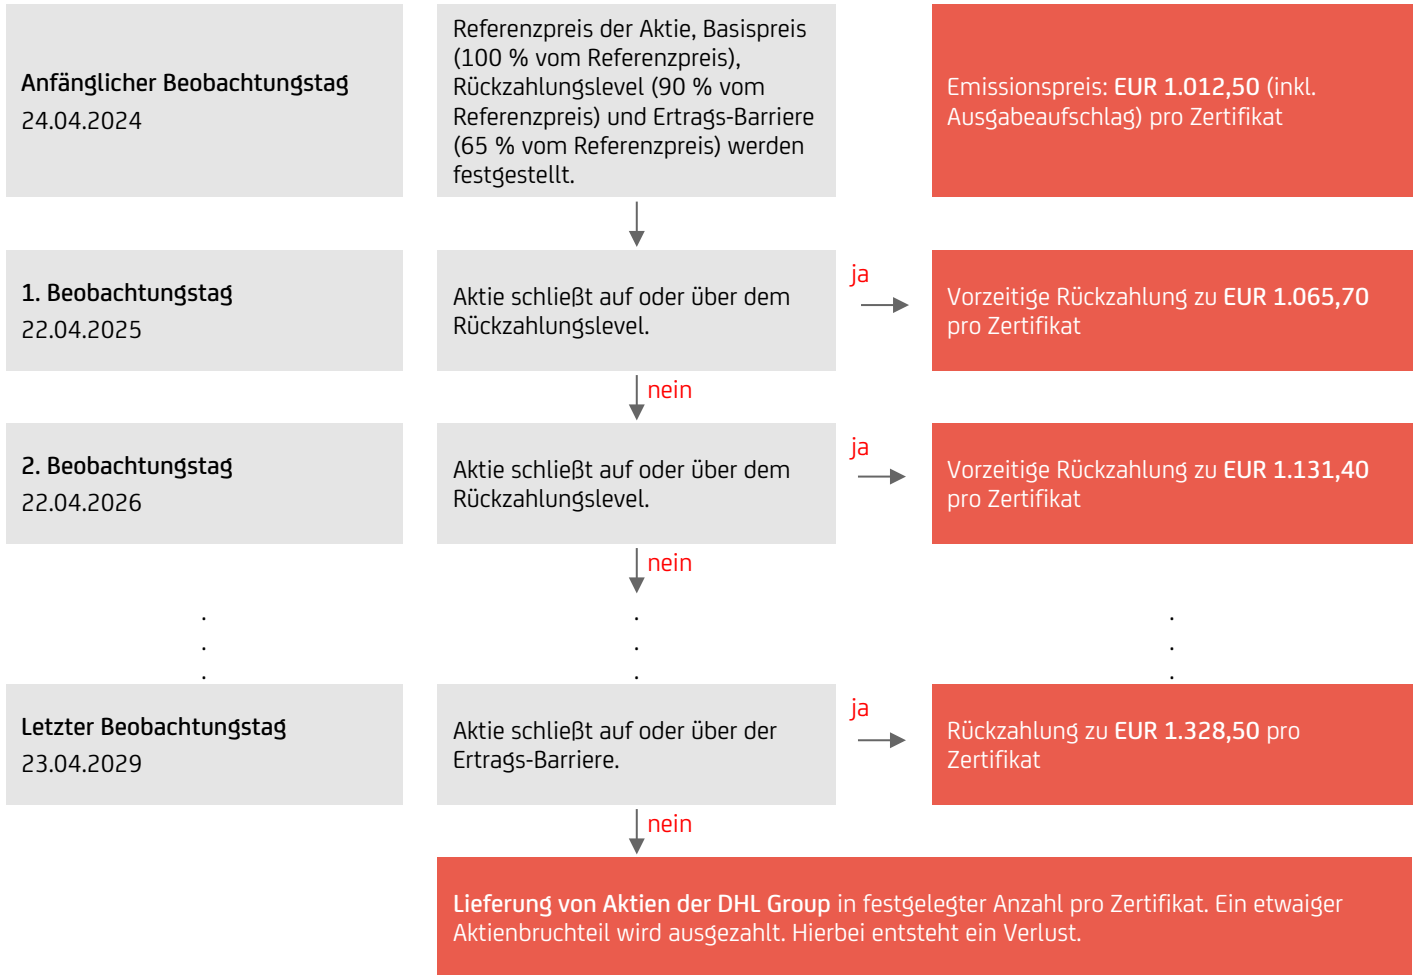 Anfänglicher Beobachtungstag
24.04.2024
Referenzpreis der Aktie, Basispreis
(100 % vom Referenzpreis),
Rückzahlungslevel (90 % vom
Referenzpreis) und Ertrags-Barriere
(65 % vom Referenzpreis) werden
festgestellt.
Emissionspreis: EUR 1.012,50 (inkl.
Ausgabeaufschlag) pro Zertifikat
1. Beobachtungstag
22.04.2025
Aktie schließt auf oder über dem
Rückzahlungslevel.
ja
Vorzeitige Rückzahlung zu EUR 1.065,70
pro Zertifikat
nein
2. Beobachtungstag
22.04.2026
Aktie schließt auf oder über dem
Rückzahlungslevel.
ja
Vorzeitige Rückzahlung zu EUR 1.131,40
pro Zertifikat
nein
. . .
. . .
. . .
Letzter Beobachtungstag
23.04.2029
Aktie schließt auf oder über der
Ertrags-Barriere.
ja
Rückzahlung zu EUR 1.328,50 pro
Zertifikat
nein
Lieferung von Aktien der DHL Group in festgelegter Anzahl pro Zertifikat. Ein etwaiger
Aktienbruchteil wird ausgezahlt. Hierbei entsteht ein Verlust.